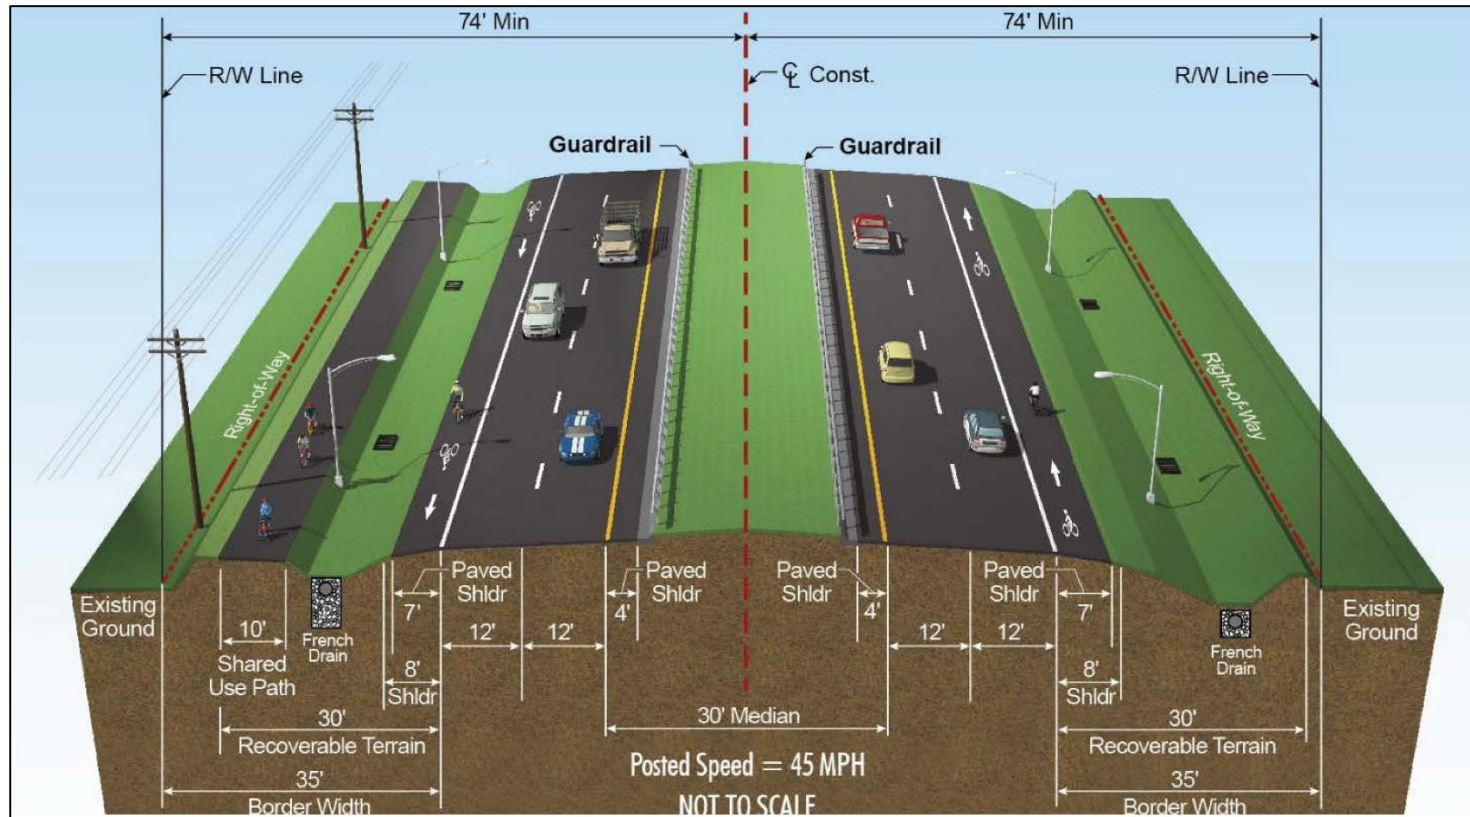 74' Min
74' Min
R/W Line
℄ Const.
R/W Line
Guardrail
Guardrail
Right-of-Way
Right-of-Way
Existing
Ground
10'
Shared
Use Path
French
Drain
7'
Paved
Shldr
8'
Shldr
12'
12'
4'
Paved
Shldr
Paved
Shldr
4'
12'
12'
Paved
Shldr
7'
8'
Shldr
French
Drain
Existing
Ground
30'
Recoverable Terrain
30' Median
30'
Recoverable Terrain
35'
Border Width
Posted Speed = 45 MPH
NOT TO SCALE
35'
Border Width